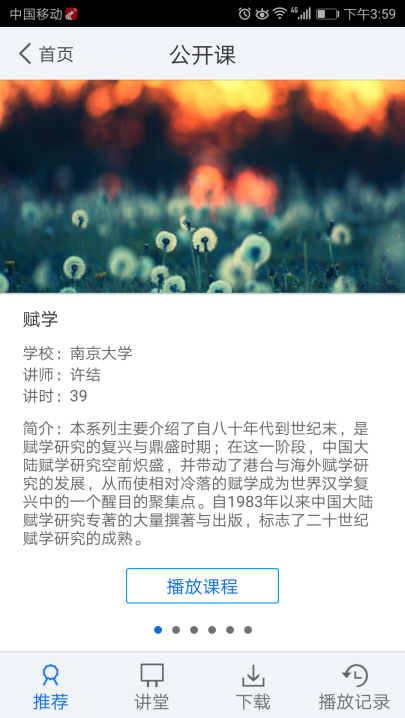 中国移动 4G 下午3:59
首页 公开课
赋学
学校：南京大学
讲师：许结
讲时：39
简介：本系列主要介绍了自八十年代到世纪末，是
赋学研究的复兴与鼎盛时期；在这一阶段，中国大
陆赋学研究空前炽盛，并带动了港台与海外赋学研
究的发展，从而使相对冷落的赋学成为世界汉学复
兴中的一个醒目的聚集点。自1983年以来中国大陆
赋学研究专著的大量撰著与出版，标志了二十世纪
赋学研究的成熟。
播放课程
推荐 讲堂 下载 播放记录